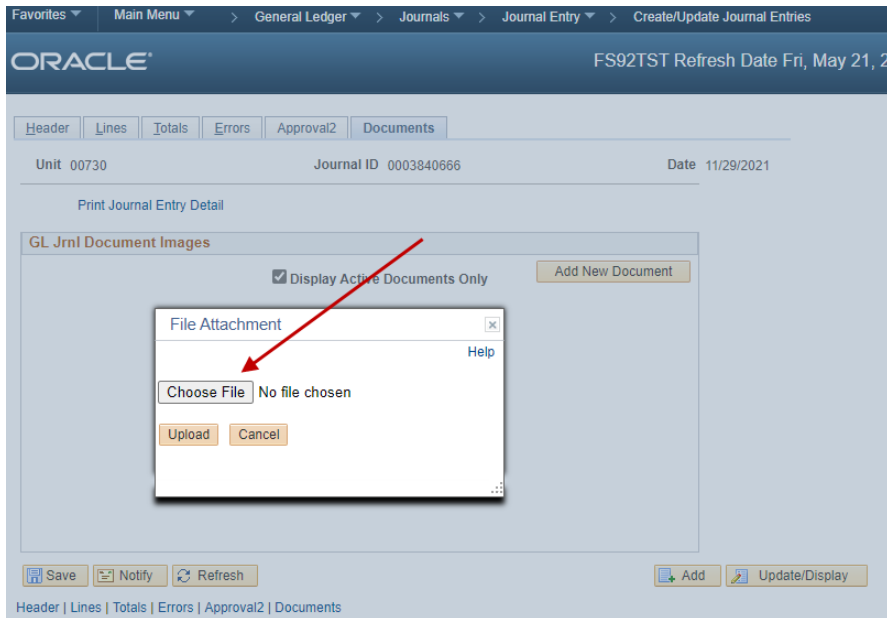 Favorites Main Menu > General Ledger > Journals > Journal Entry > Create/Update Journal Entries
ORACLE
FS92TST Refresh Date Fri, May 21, 2
Header Lines Totals Errors Approval2 Documents
Unit 00730 Journal ID 0003840666 Date 11/29/2021
Print Journal Entry Detail
GL Jrnl Document Images
Display Active Documents Only Add New Document
File Attachment
Help
Choose File No file chosen
Upload Cancel
Save Notify Refresh Add Update/Display
Header | Lines | Totals | Errors | Approval2 | Documents